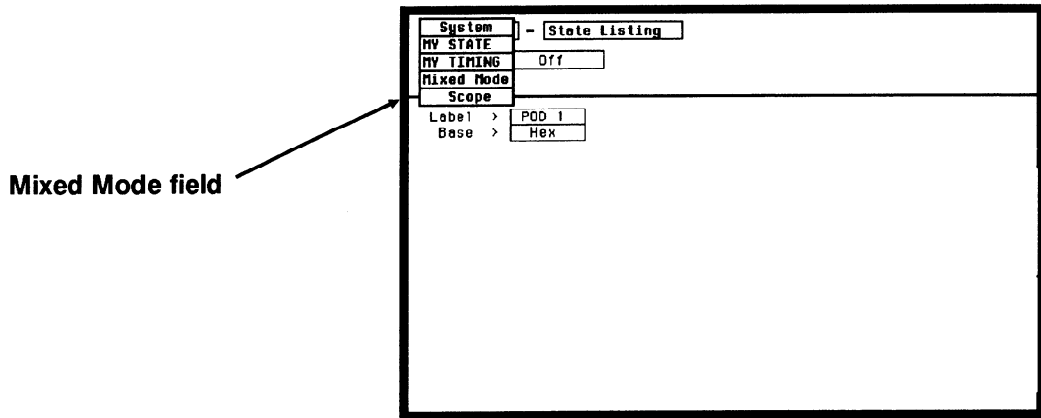 System
- State Listing
MY STATE
MY TIMING Off
Mixed Mode
Scope
Label > POD 1
Base > Hex
Mixed Mode field